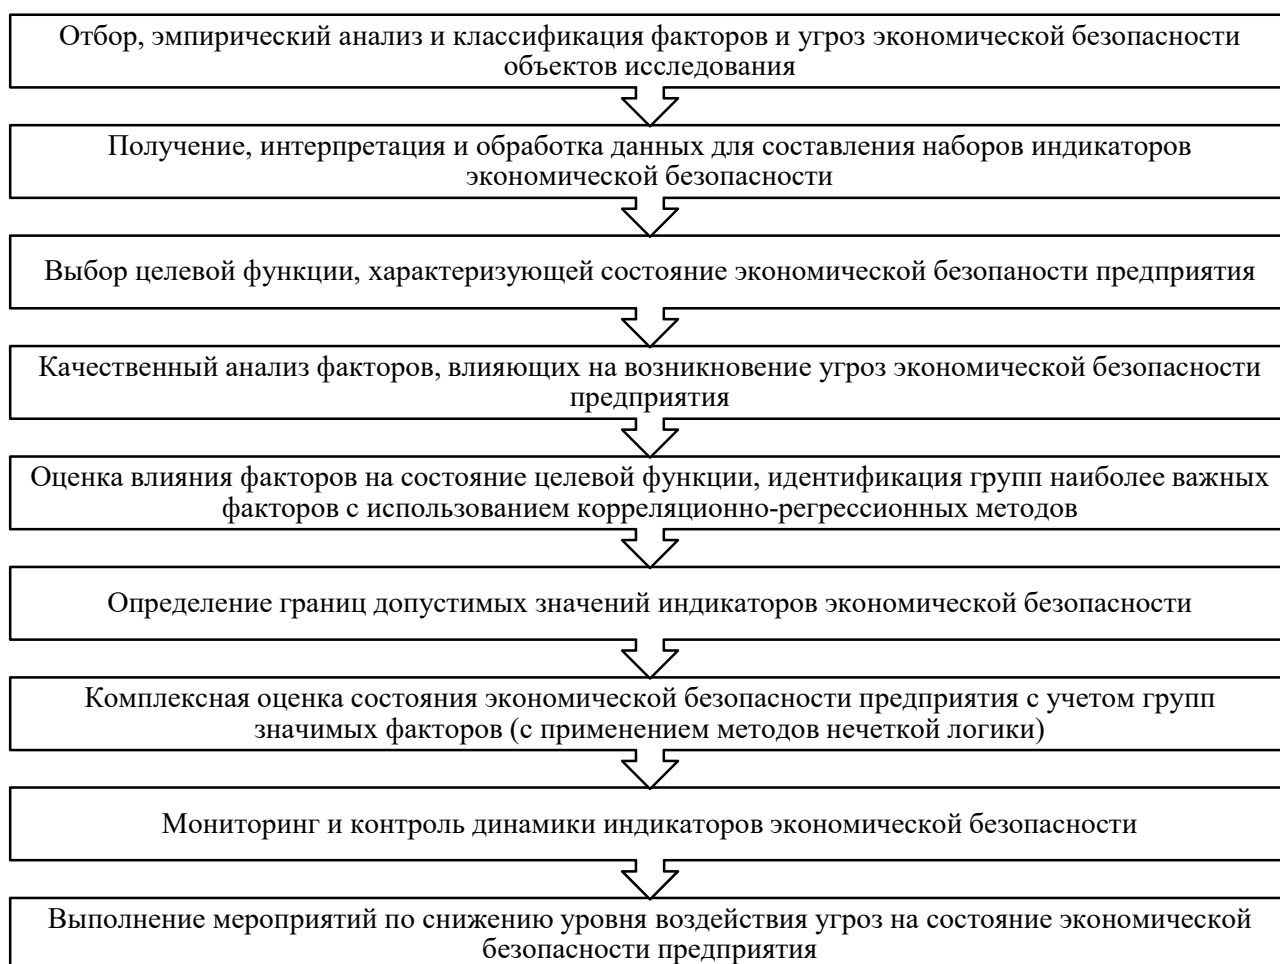 Отбор, эмпирический анализ и классификация факторов и угроз экономической безопасности
объектов исследования
Получение, интерпретация и обработка данных для составления наборов индикаторов
экономической безопасности
Выбор целевой функции, характеризующей состояние экономической безопаности предприятия
Качественный анализ факторов, влияющих на возникновение угроз экономической безопасности
предприятия
Оценка влияния факторов на состояние целевой функции, идентификация групп наиболее важных
факторов с использованием корреляционно-регрессионных методов
Определение границ допустимых значений индикаторов экономической безопасности
Комплексная оценка состояния экономической безопасности предприятия с учетом групп
значимых факторов (с применением методов нечеткой логики)
Мониторинг и контроль динамики индикаторов экономической безопасности
Выполнение мероприятий по снижению уровня воздействия угроз на состояние экономической
безопасности предприятия